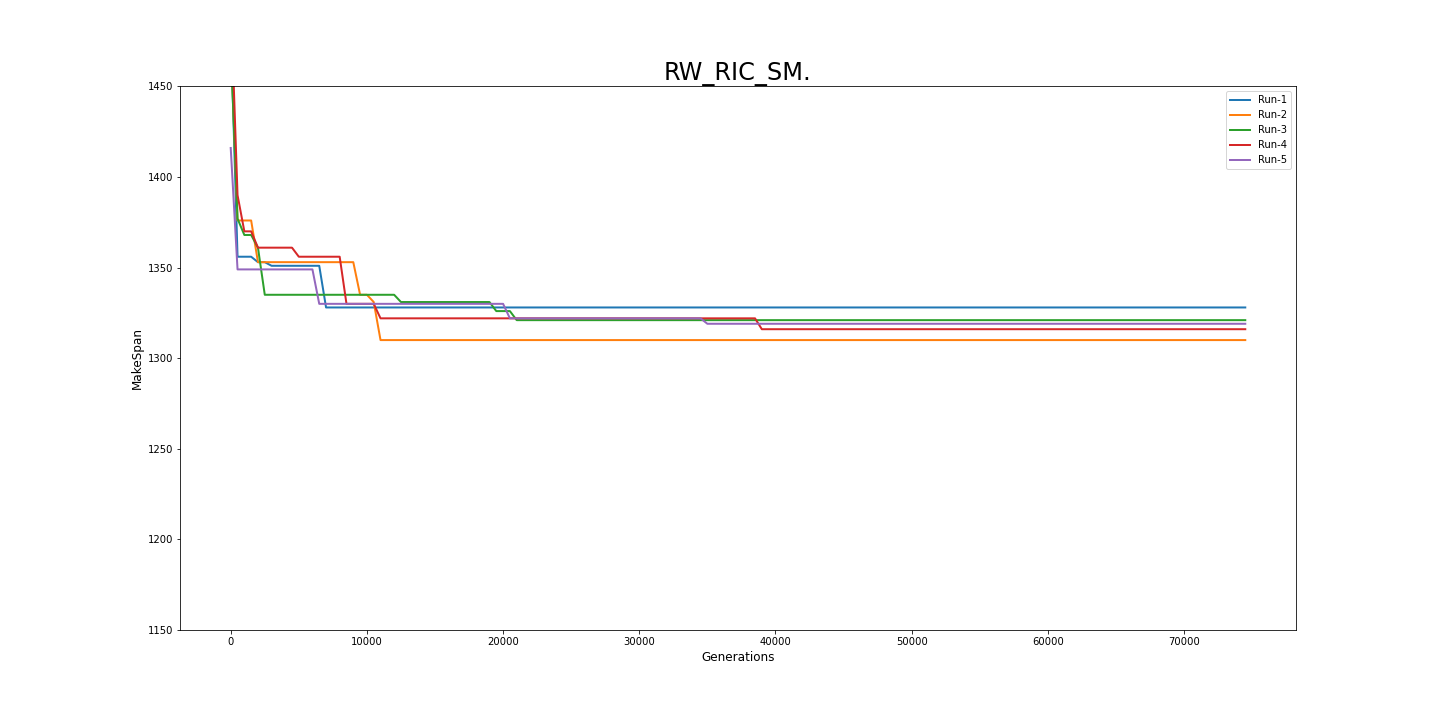 RW_RIC_SM.
1450
1400
1350
1300
1250
1200
1150
MakeSpan
Run-1
Run-2
Run-3
Run-4
Run-5
0 10000 20000 30000 40000 50000 60000 70000
Generations